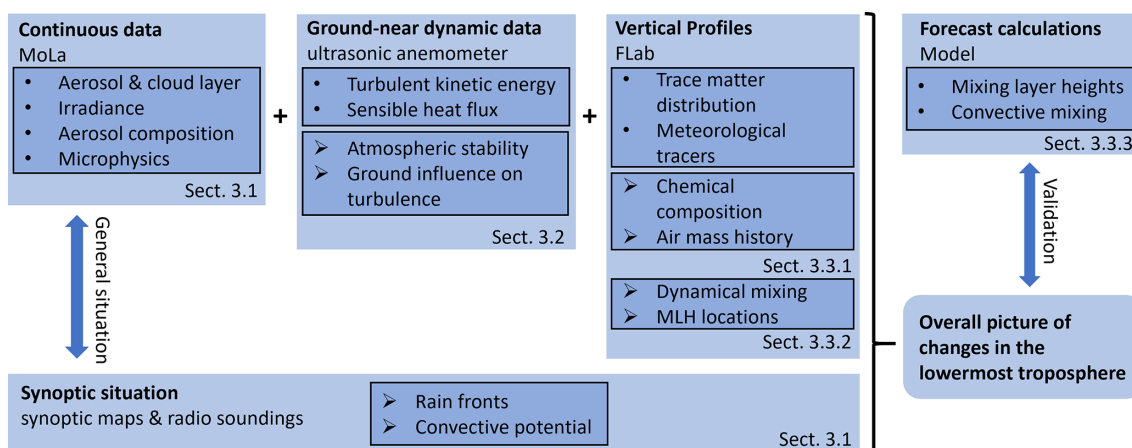 Continuous data
MoLa
• Aerosol & cloud layer
• Irradiance
• Aerosol composition
• Microphysics
Sect. 3.1
+
Ground-near dynamic data
ultrasonic anemometer
• Turbulent kinetic energy
• Sensible heat flux
➢ Atmospheric stability
➢ Ground influence on
turbulence
Sect. 3.2
+
Vertical Profiles
FLab
• Trace matter
distribution
• Meteorological
tracers
➢ Chemical
composition
➢ Air mass history
Sect. 3.3.1
➢ Dynamical mixing
➢ MLH locations
Sect. 3.3.2
Forecast calculations
Model
• Mixing layer heights
• Convective mixing
Sect. 3.3.3
Validation
Overall picture of
changes in the
lowermost troposphere
General situation
Synoptic situation
synoptic maps & radio soundings
➢ Rain fronts
➢ Convective potential
Sect. 3.1